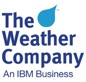 The
Weather
Company
An IBM Business